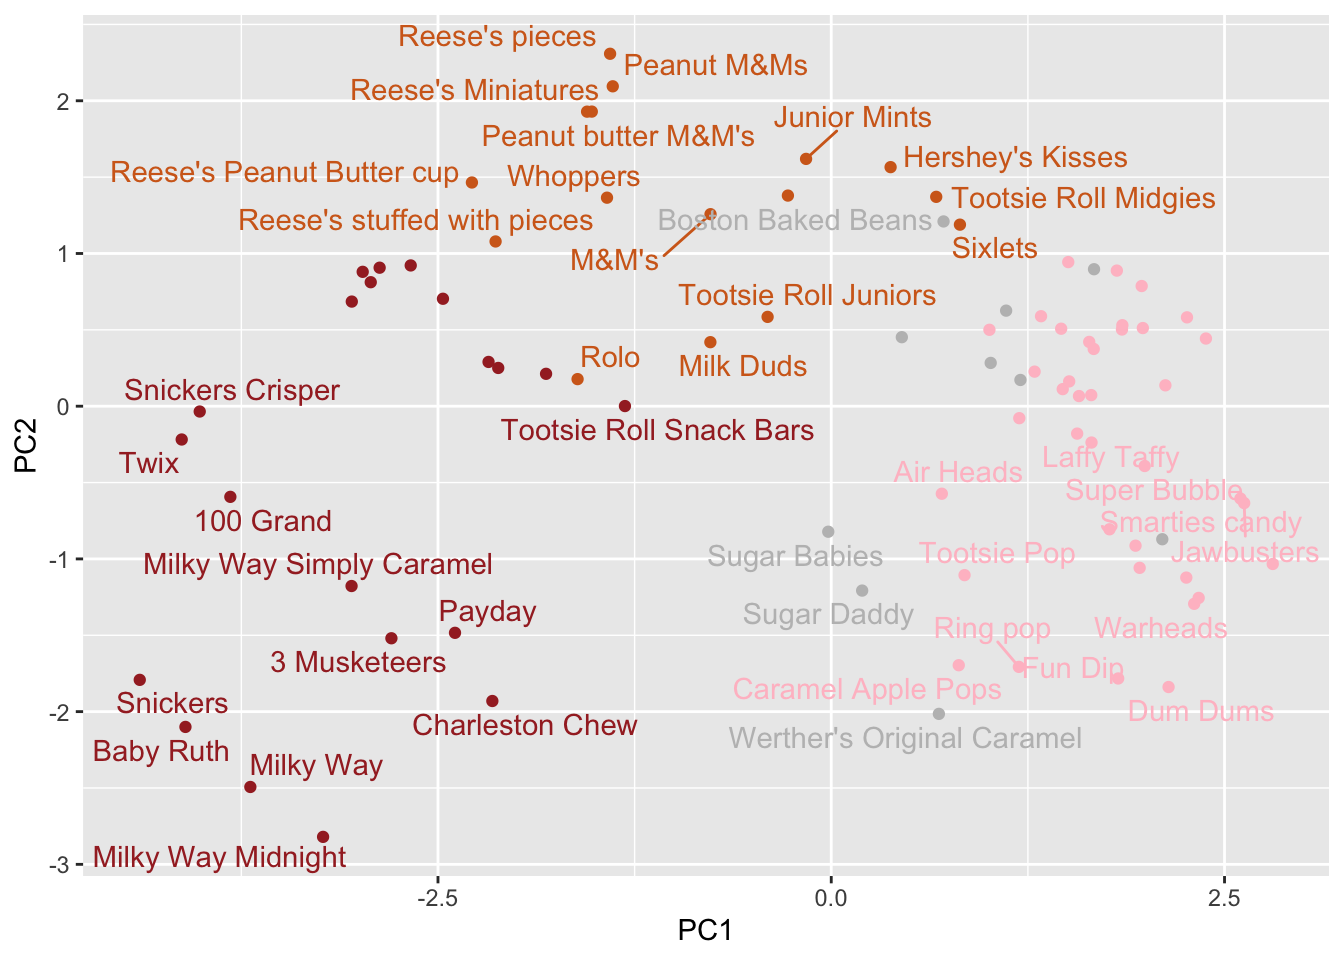 Reese's pieces
Peanut M&Ms
Reese's Miniatures
Junior Mints
Peanut butter M&M's
Hershey's Kisses
Reese's Peanut Butter cup
Whoppers
Tootsie Roll Midgies
Reese's stuffed with pieces
Boston Baked Beans
Sixlets
M&M's
Tootsie Roll Juniors
Rolo
Milk Duds
Snickers Crisper
Tootsie Roll Snack Bars
Twix
Laffy Taffy
Air Heads
Super Bubble
100 Grand
Smarties candy
Jawbusters
Tootsie Pop
Sugar Babies
Milky Way Simply Caramel
Payday
Sugar Daddy
Ring pop
Warheads
3 Musketeers
Fun Dip
Caramel Apple Pops
Snickers
Dum Dums
Charleston Chew
Werther's Original Caramel
Baby Ruth
Milky Way
Milky Way Midnight
2
1
0
-1
-2
-3
PC2
-2.5
0.0
2.5
PC1